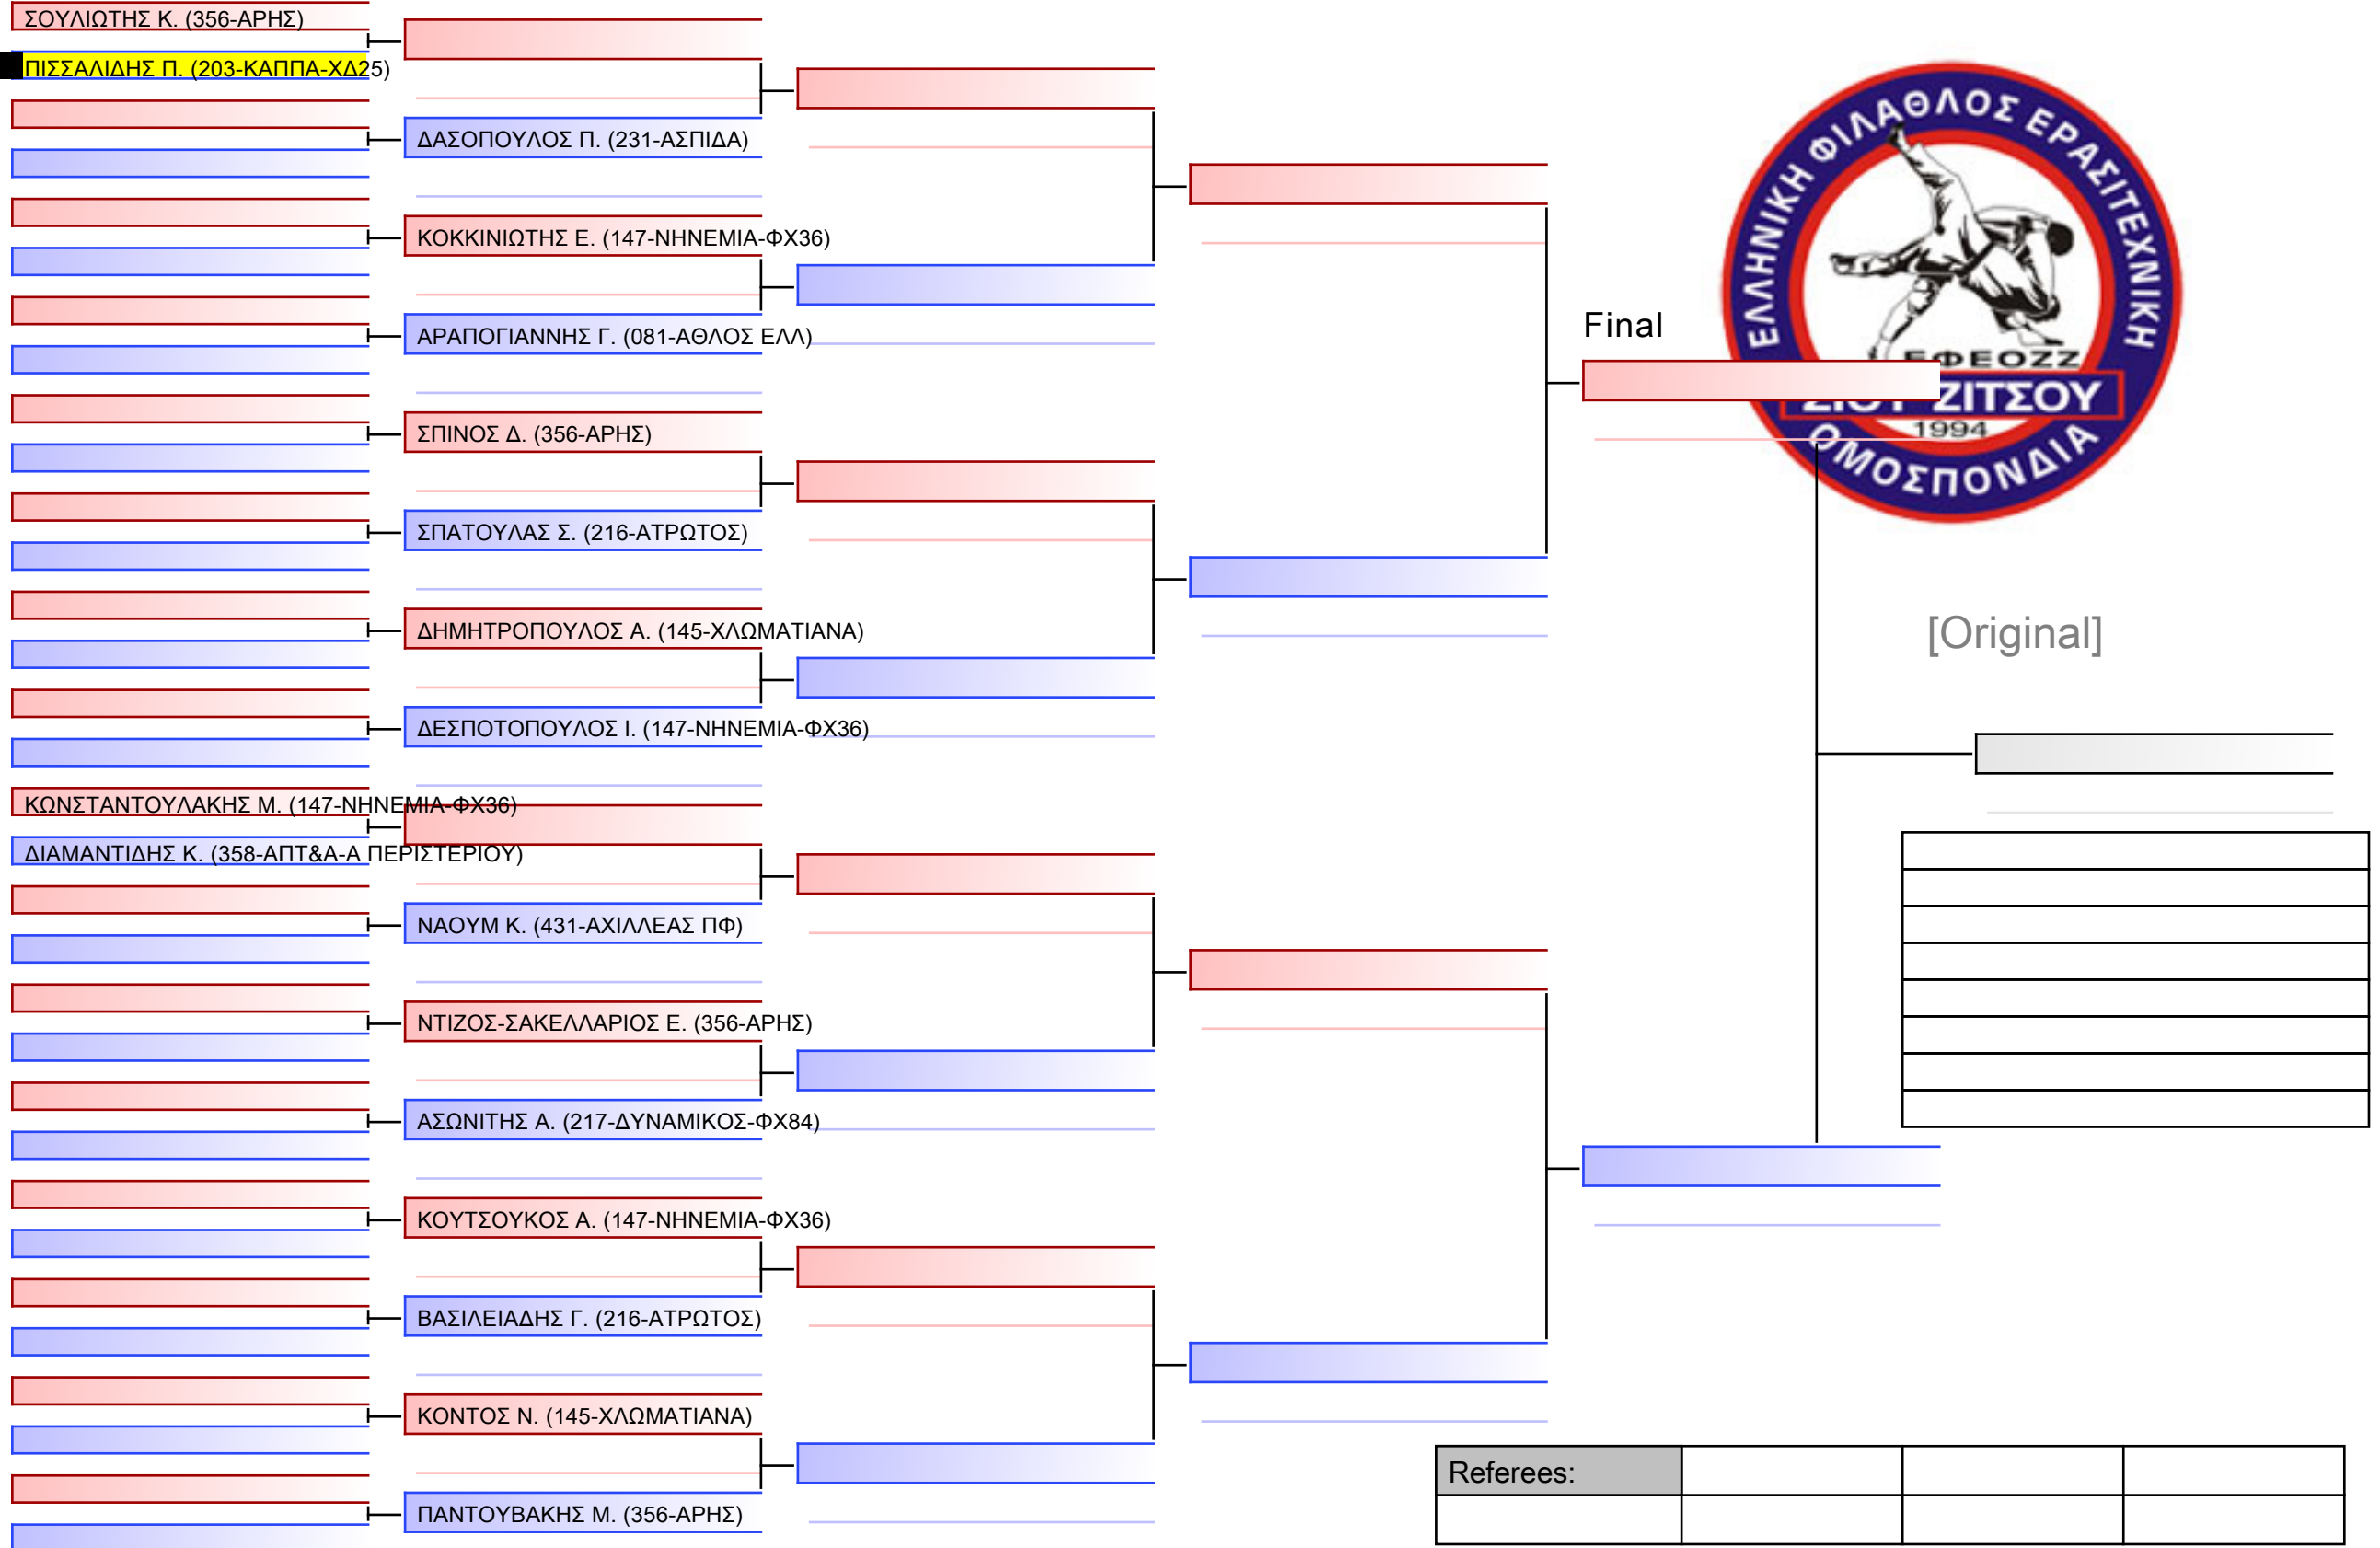 ΣΟΥΛΙΩΤΗΣ Κ. (356-ΑΡΗΣ)
ΠΙΣΣΑΛΙΔΗΣ Π. (203-ΚΑΠΠΑ-ΧΔ25)
ΔΑΣΟΠΟΥΛΟΣ Π. (231-ΑΣΠΙΔΑ)
ΚΟΚΚΙΝΙΩΤΗΣ Ε. (147-ΝΗΝΕΜΙΑ-ΦΧ36)
ΑΡΑΠΟΓΙΑΝΝΗΣ Γ. (081-ΑΘΛΟΣ ΕΛΛ)
ΣΠΙΝΟΣ Δ. (356-ΑΡΗΣ)
ΣΠΑΤΟΥΛΑΣ Σ. (216-ΑΤΡΩΤΟΣ)
ΔΗΜΗΤΡΟΠΟΥΛΟΣ Α. (145-ΧΛΩΜΑΤΙΑΝΑ)
ΔΕΣΠΟΤΟΠΟΥΛΟΣ Ι. (147-ΝΗΝΕΜΙΑ-ΦΧ36)
ΚΩΝΣΤΑΝΤΟΥΛΑΚΗΣ Μ. (147-ΝΗΝΕΜΙΑ-ΦΧ36)
ΔΙΑΜΑΝΤΙΔΗΣ Κ. (358-ΑΠΤ&Α-Α ΠΕΡΙΣΤΕΡΙΟΥ)
ΝΑΟΥΜ Κ. (431-ΑΧΙΛΛΕΑΣ ΠΦ)
ΝΤΙΖΟΣ-ΣΑΚΕΛΛΑΡΙΟΣ Ε. (356-ΑΡΗΣ)
ΑΣΩΝΙΤΗΣ Α. (217-ΔΥΝΑΜΙΚΟΣ-ΦΧ84)
ΚΟΥΤΣΟΥΚΟΣ Α. (147-ΝΗΝΕΜΙΑ-ΦΧ36)
ΒΑΣΙΛΕΙΑΔΗΣ Γ. (216-ΑΤΡΩΤΟΣ)
ΚΟΝΤΟΣ Ν. (145-ΧΛΩΜΑΤΙΑΝΑ)
ΠΑΝΤΟΥΒΑΚΗΣ Μ. (356-ΑΡΗΣ)
Final
ΕΛΛΗΝΙΚΗ ΦΙΛΑΘΛΟΣ ΕΡΑΣΙΤΕΧΝΙΚΗ
ΕΦΕΟΖΖ
ΖΙΤΣΟΥ
1994
ΟΜΟΣΠΟΝΔΙΑ
[Original]
Referees: